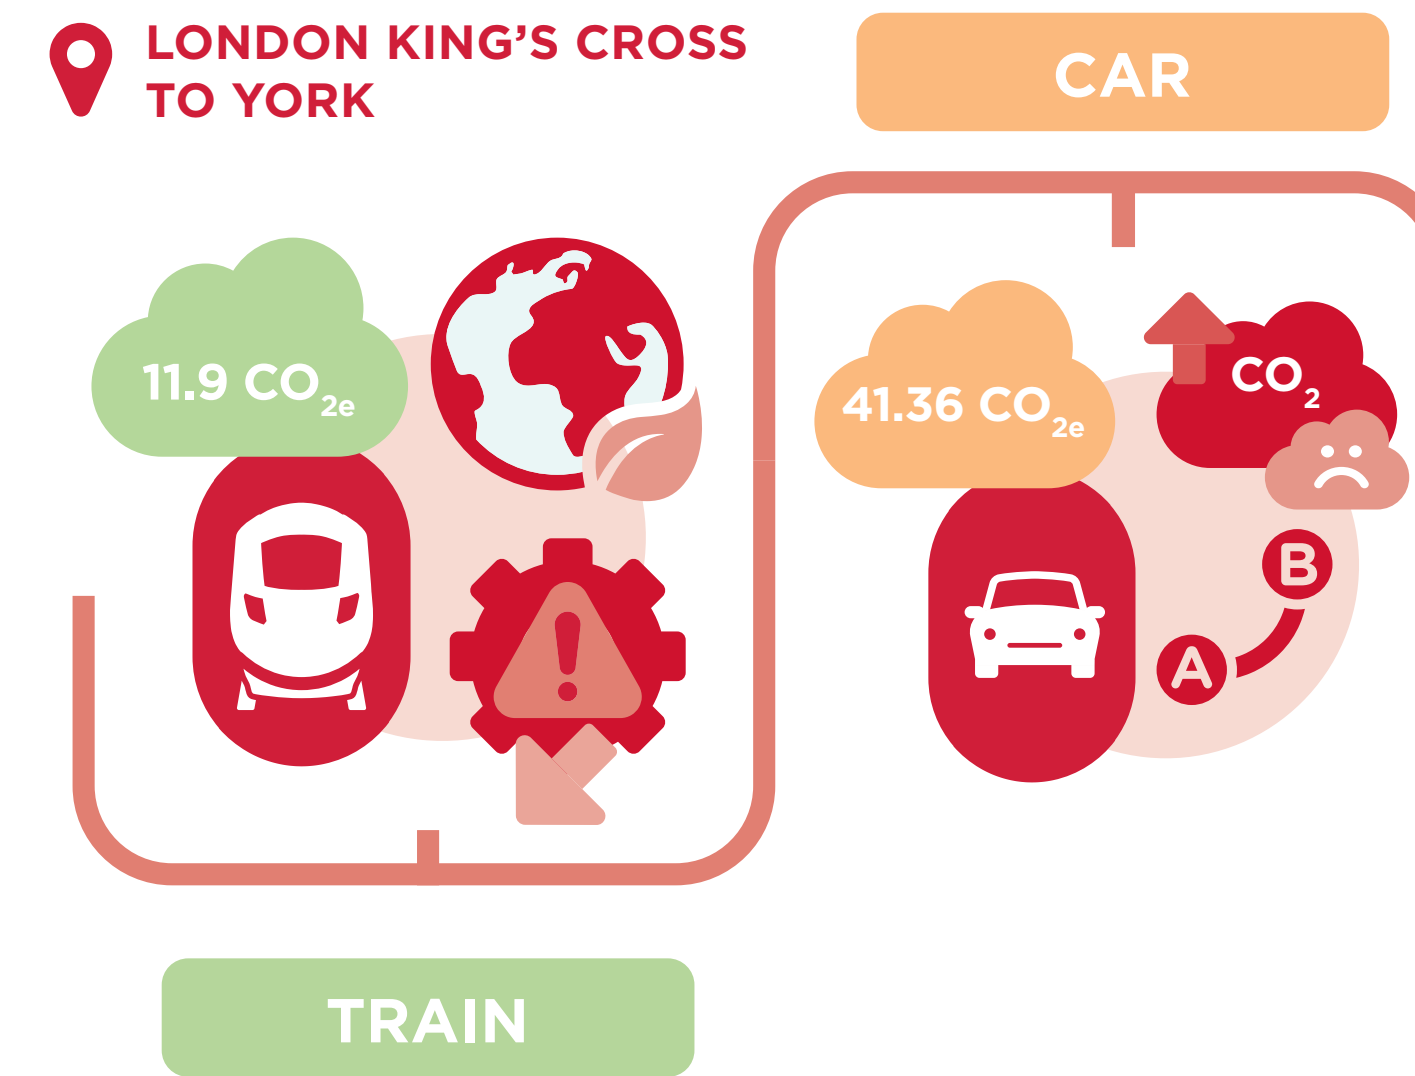 LONDON KING'S CROSS
TO YORK
CAR
11.9 CO2e
41.36 CO2e
CO2
B
A
TRAIN